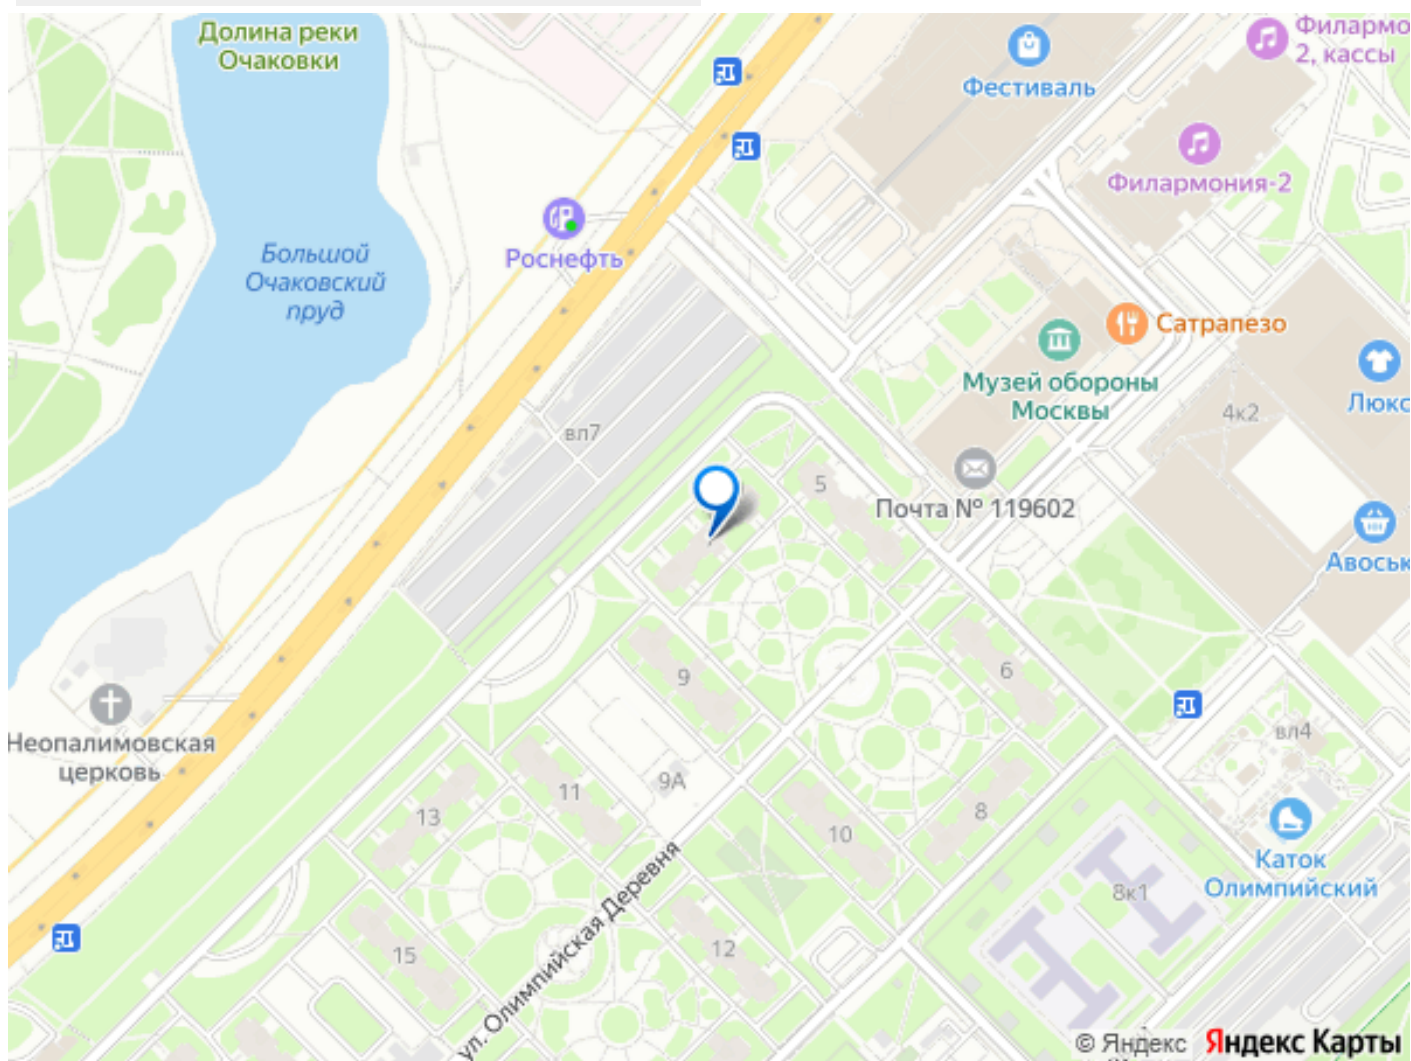 Долина реки
Очаковки
Фестиваль
Филармо
2, кассы
Филармония-2
Роснефть
Большой
Очаковский
пруд
Сатрапезо
Музей обороны
Москвы
Люкс
4к2
вл7
5
Почта № 119602
Авоськ
9
6
Неопалимовская
церковь
вл4
9А
11
13
8
10
Каток
Олимпийский
8к1
ул. Олимпийская Деревня
15
12
© Яндекс Яндекс Карты